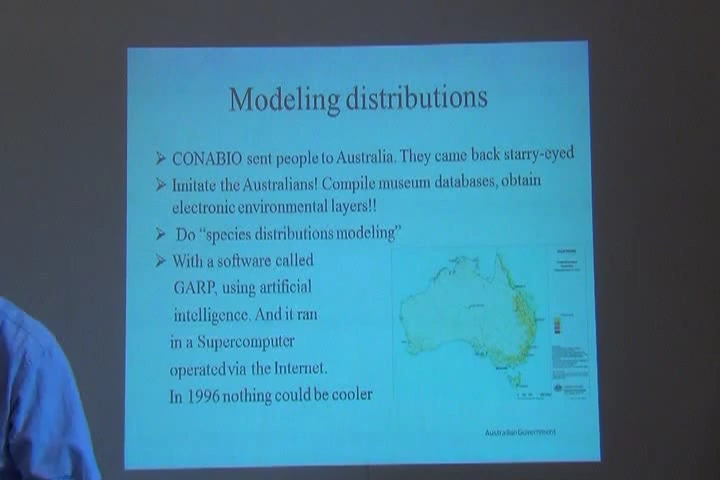 Modeling distributions
➢ CONABIO sent people to Australia. They came back starry-eyed
➢ Imitate the Australians! Compile museum databases, obtain
electronic environmental layers!!
➢ Do “species distributions modeling”
➢ With a software called
GARP, using artificial
intelligence. And it ran
in a Supercomputer
operated via the Internet.
In 1996 nothing could be cooler
Australian Government